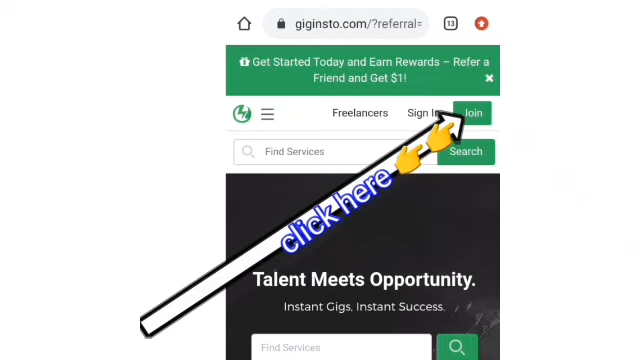 giginsto.com/?referral=
13
Get Started Today and Earn Rewards – Refer a
Friend and Get $1!
Freelancers Sign In Join
Find Services Search
click here
Talent Meets Opportunity.
Instant Gigs, Instant Success.
Find Services